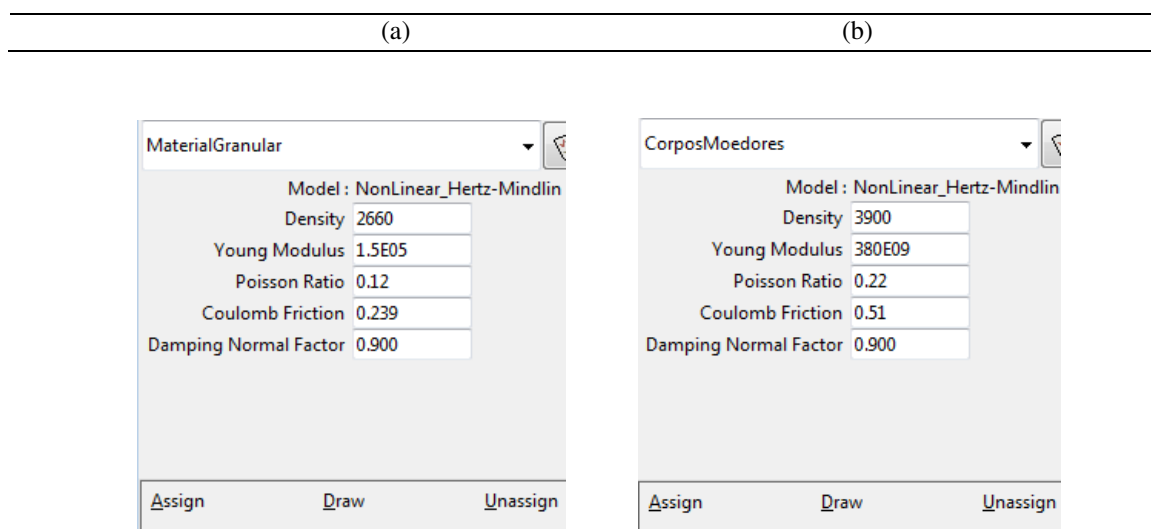 (a) (b)
MaterialGranular
Model : NonLinear_Hertz-Mindlin
Density 2660
Young Modulus 1.5E05
Poisson Ratio 0.12
Coulomb Friction 0.239
Damping Normal Factor 0.900
Assign Draw Unassign
CorposMoedores
Model : NonLinear_Hertz-Mindlin
Density 3900
Young Modulus 380E09
Poisson Ratio 0.22
Coulomb Friction 0.51
Damping Normal Factor 0.900
Assign Draw Unassign